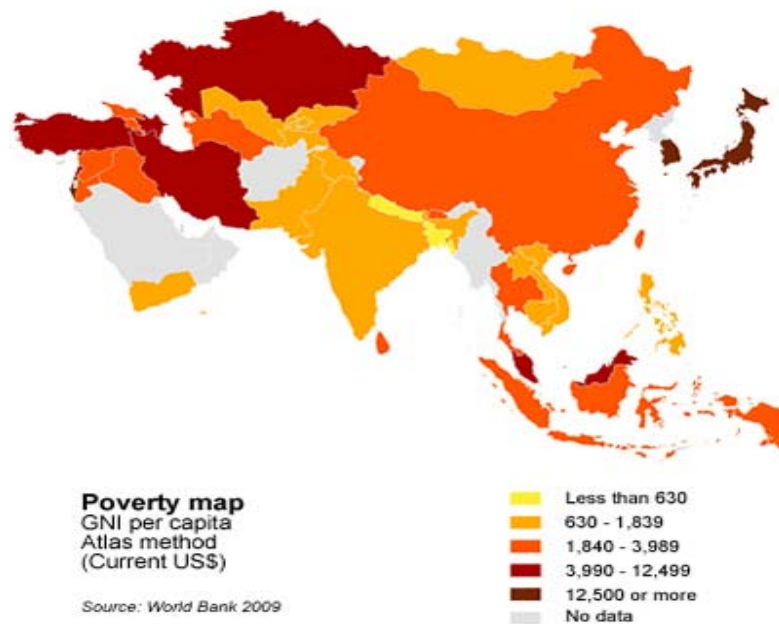 Poverty map
GNI per capita
Atlas method
(Current US$)
Source: World Bank 2009
Less than 630
630 - 1,839
1,840 - 3,989
3,990 - 12,499
12,500 or more
No data